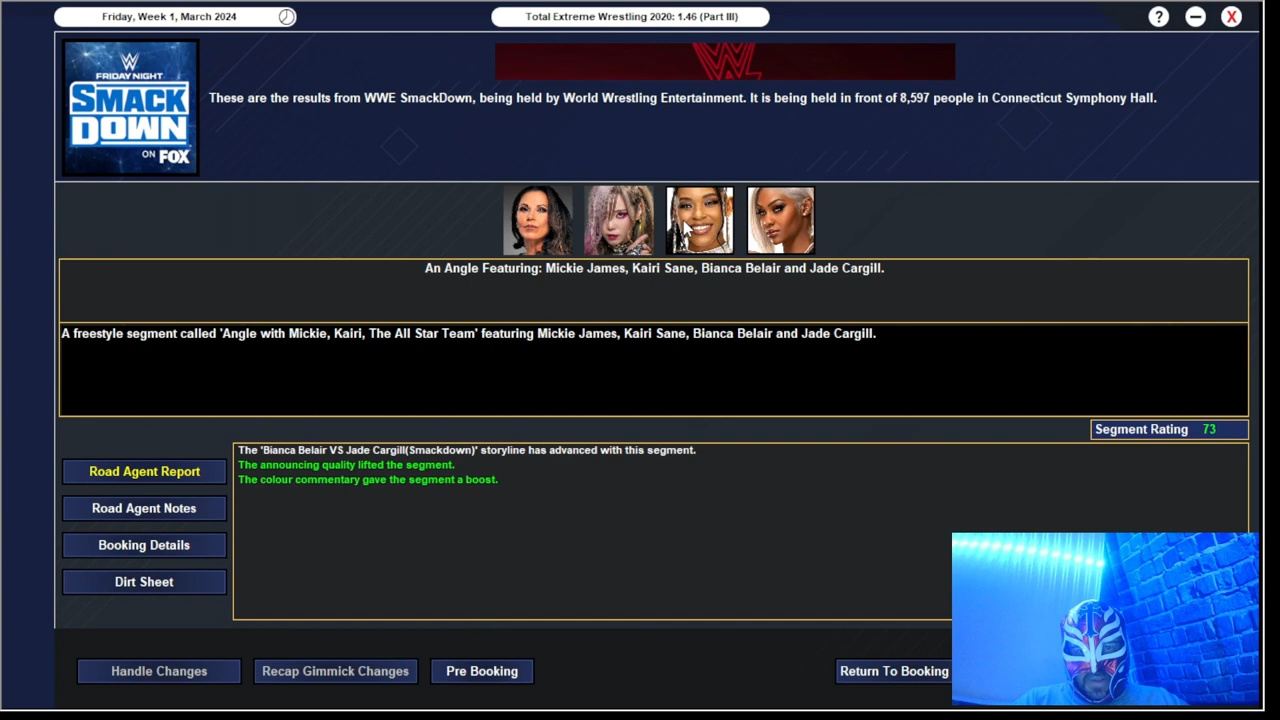 Friday, Week 1, March 2024
Total Extreme Wrestling 2020: 1.46 (Part III)
?
X
W
FRIDAY NIGHT
SMACK
DOWN
ON FOX
These are the results from WWE SmackDown, being held by World Wrestling Entertainment. It is being held in front of 8,597 people in Connecticut Symphony Hall.
An Angle Featuring: Mickie James, Kairi Sane, Bianca Belair and Jade Cargill.
A freestyle segment called 'Angle with Mickie, Kairi, The All Star Team' featuring Mickie James, Kairi Sane, Bianca Belair and Jade Cargill.
Segment Rating 73
The 'Bianca Belair VS Jade Cargill(Smackdown)' storyline has advanced with this segment.
The announcing quality lifted the segment.
The colour commentary gave the segment a boost.
Road Agent Report
Road Agent Notes
Booking Details
Dirt Sheet
Handle Changes
Recap Gimmick Changes
Pre Booking
Return To Booking